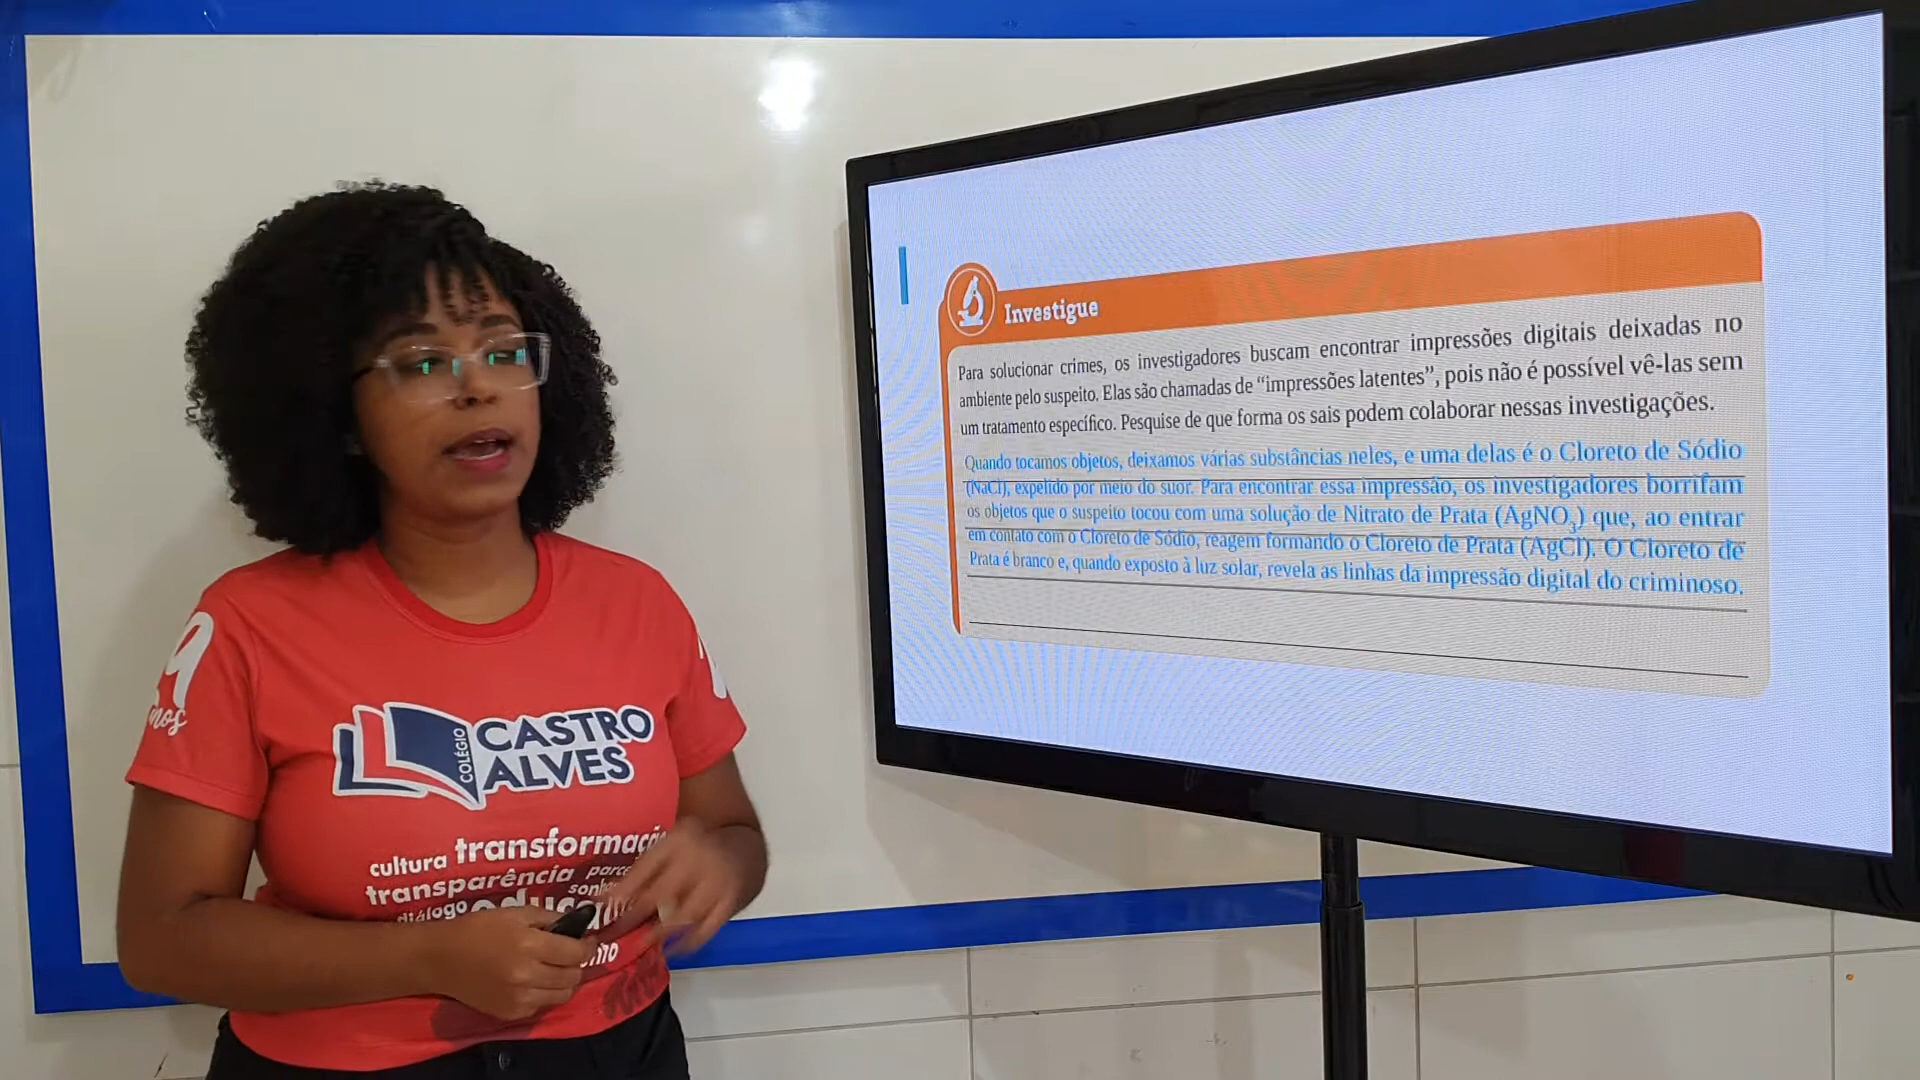 Investigue
Para solucionar crimes, os investigadores buscam encontrar impressões digitais deixadas no
ambiente pelo suspeito. Elas são chamadas de “impressões latentes”, pois não é possível vê-las sem
um tratamento específico. Pesquise de que forma os sais podem colaborar nessas investigações.
Quando tocamos objetos, deixamos várias substâncias neles, e uma delas é o Cloreto de Sódio
(NaCl), expelido por meio do suor. Para encontrar essa impressão, os investigadores borrifam
os objetos que o suspeito tocou com uma solução de Nitrato de Prata (AgNO₃) que, ao entrar
em contato com o Cloreto de Sódio, reagem formando o Cloreto de Prata (AgCl). O Cloreto de
Prata é branco e, quando exposto à luz solar, revela as linhas da impressão digital do criminoso.
COLÉGIO
CASTRO
ALVES
cultura transformação
transparência
diálogo